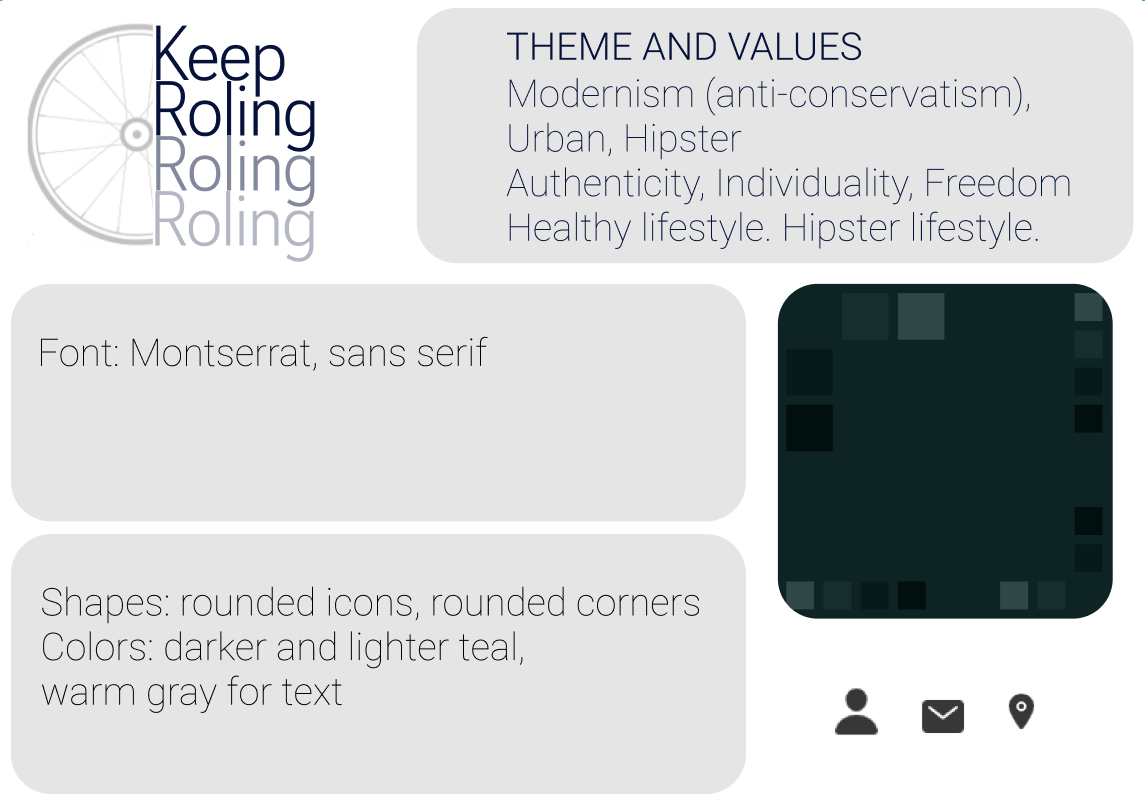 Keep
Roling
Roling
Roling
THEME AND VALUES
Modernism (anti-conservatism),
Urban, Hipster
Authenticity, Individuality, Freedom
Healthy lifestyle. Hipster lifestyle.
Font: Montserrat, sans serif
Shapes: rounded icons, rounded corners
Colors: darker and lighter teal,
warm gray for text